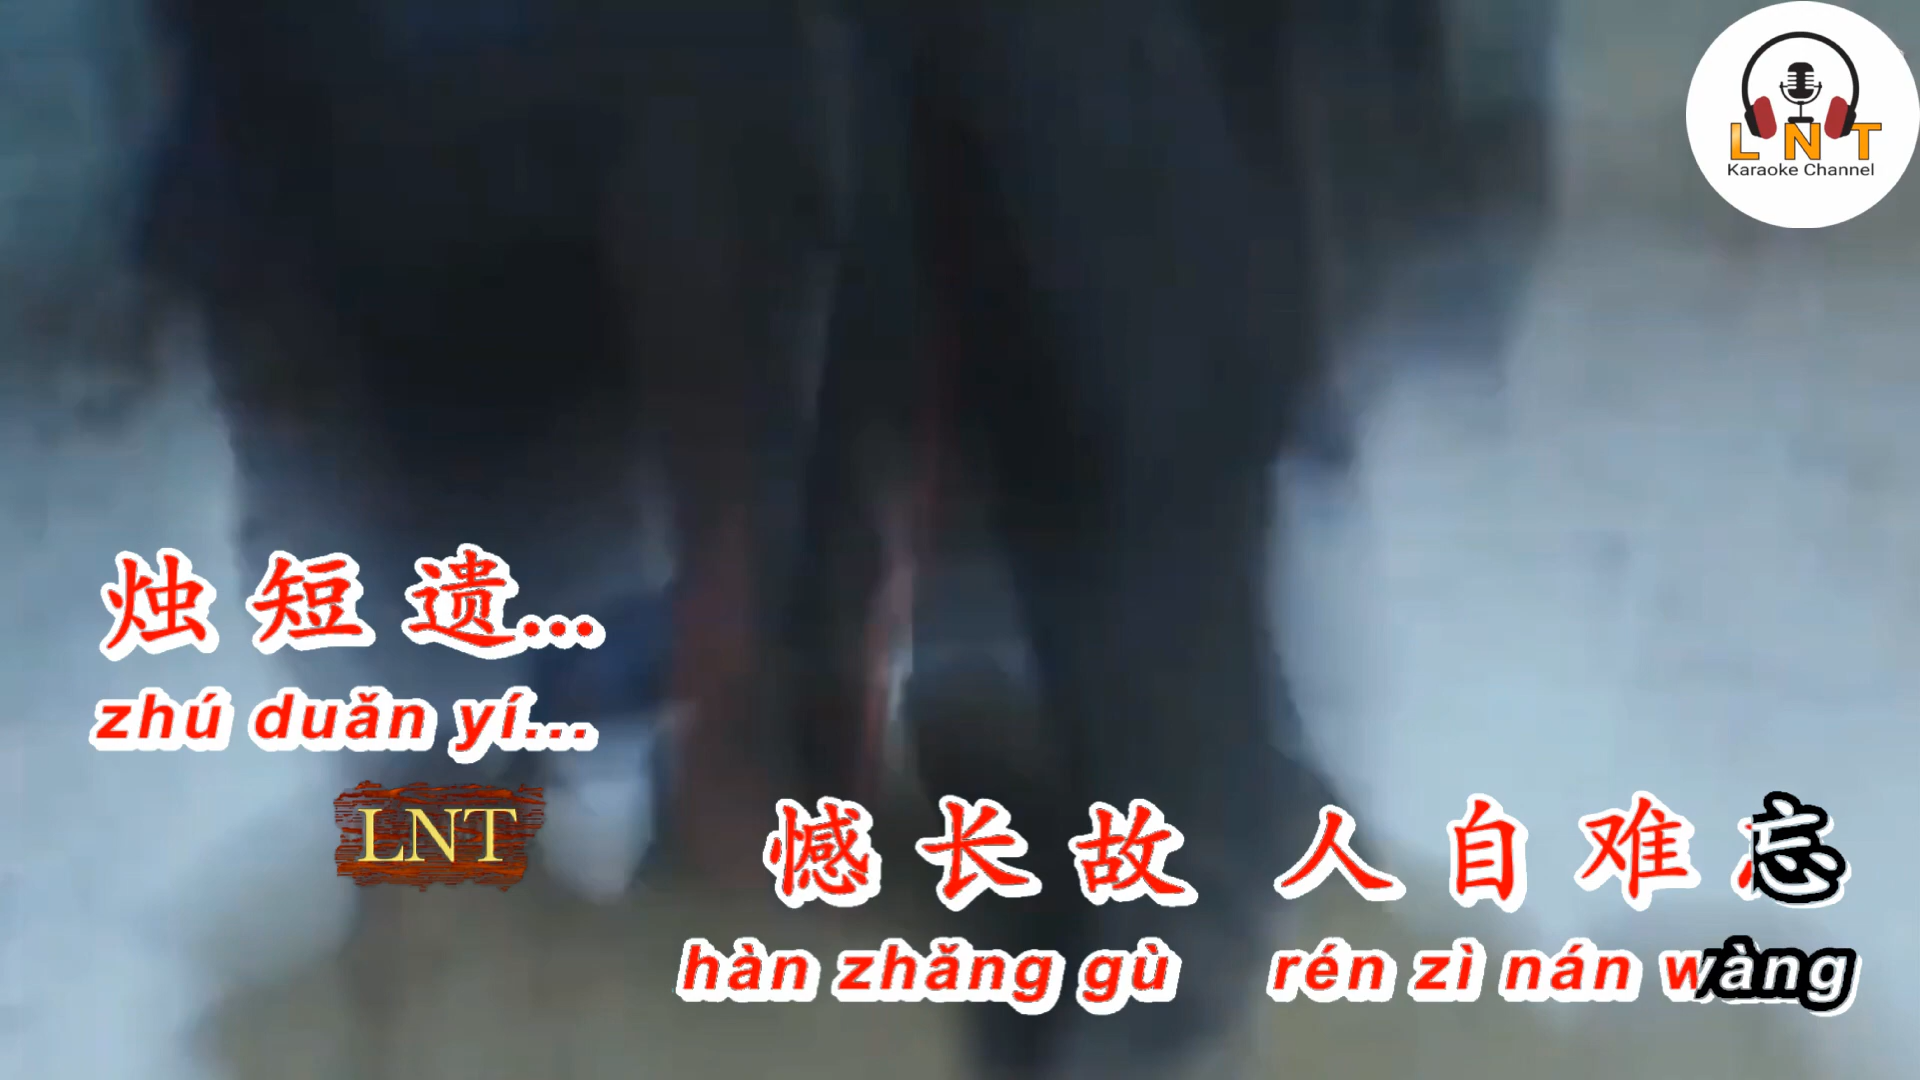 L N T
Karaoke Channel
烛 短 遗...
zhú duǎn yí...
LNT
憾 长 故 人 自 难 忘
hàn zhǎng gù rén zì nán wàng